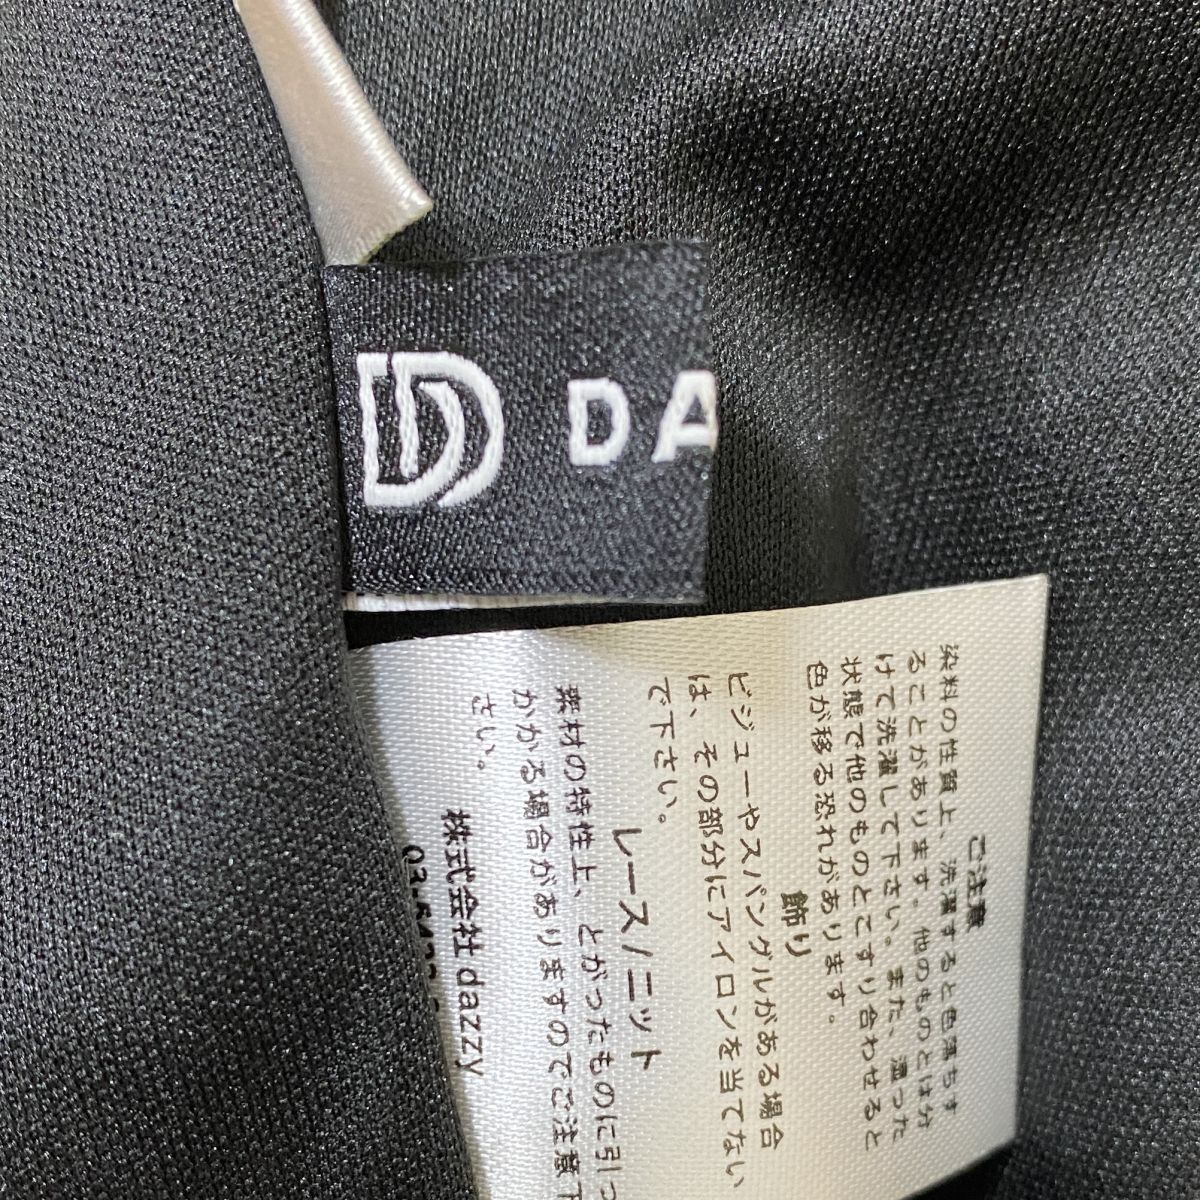 DA
ご注意
染料の性質上、洗濯すると色落ちす
ることがあります。他のものとは分
けて洗濯して下さい。また、湿った
状態で他のものとこすり合わせると
色が移る恐れがあります。
飾り
ビジューやスパングルがある場合
は、その部分にアイロンを当てない
で下さい。
レース/ニット
素材の特性上、とがったものに引っ
かかる場合がありますのでご注意下
さい。
株式会社dazzy